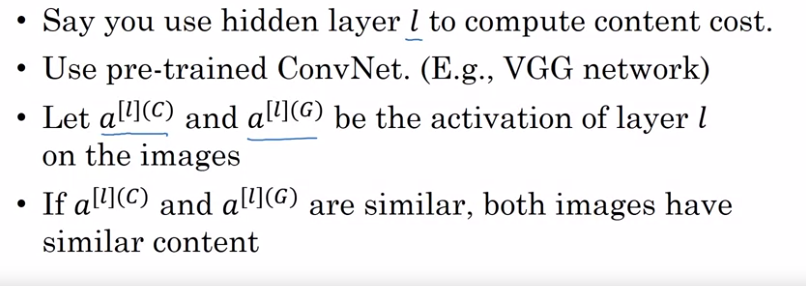 • Say you use hidden layer l to compute content cost.
• Use pre-trained ConvNet. (E.g., VGG network)
• Let a[l](C) and a[l](G) be the activation of layer l
on the images
• If a[l](C) and a[l](G) are similar, both images have
similar content